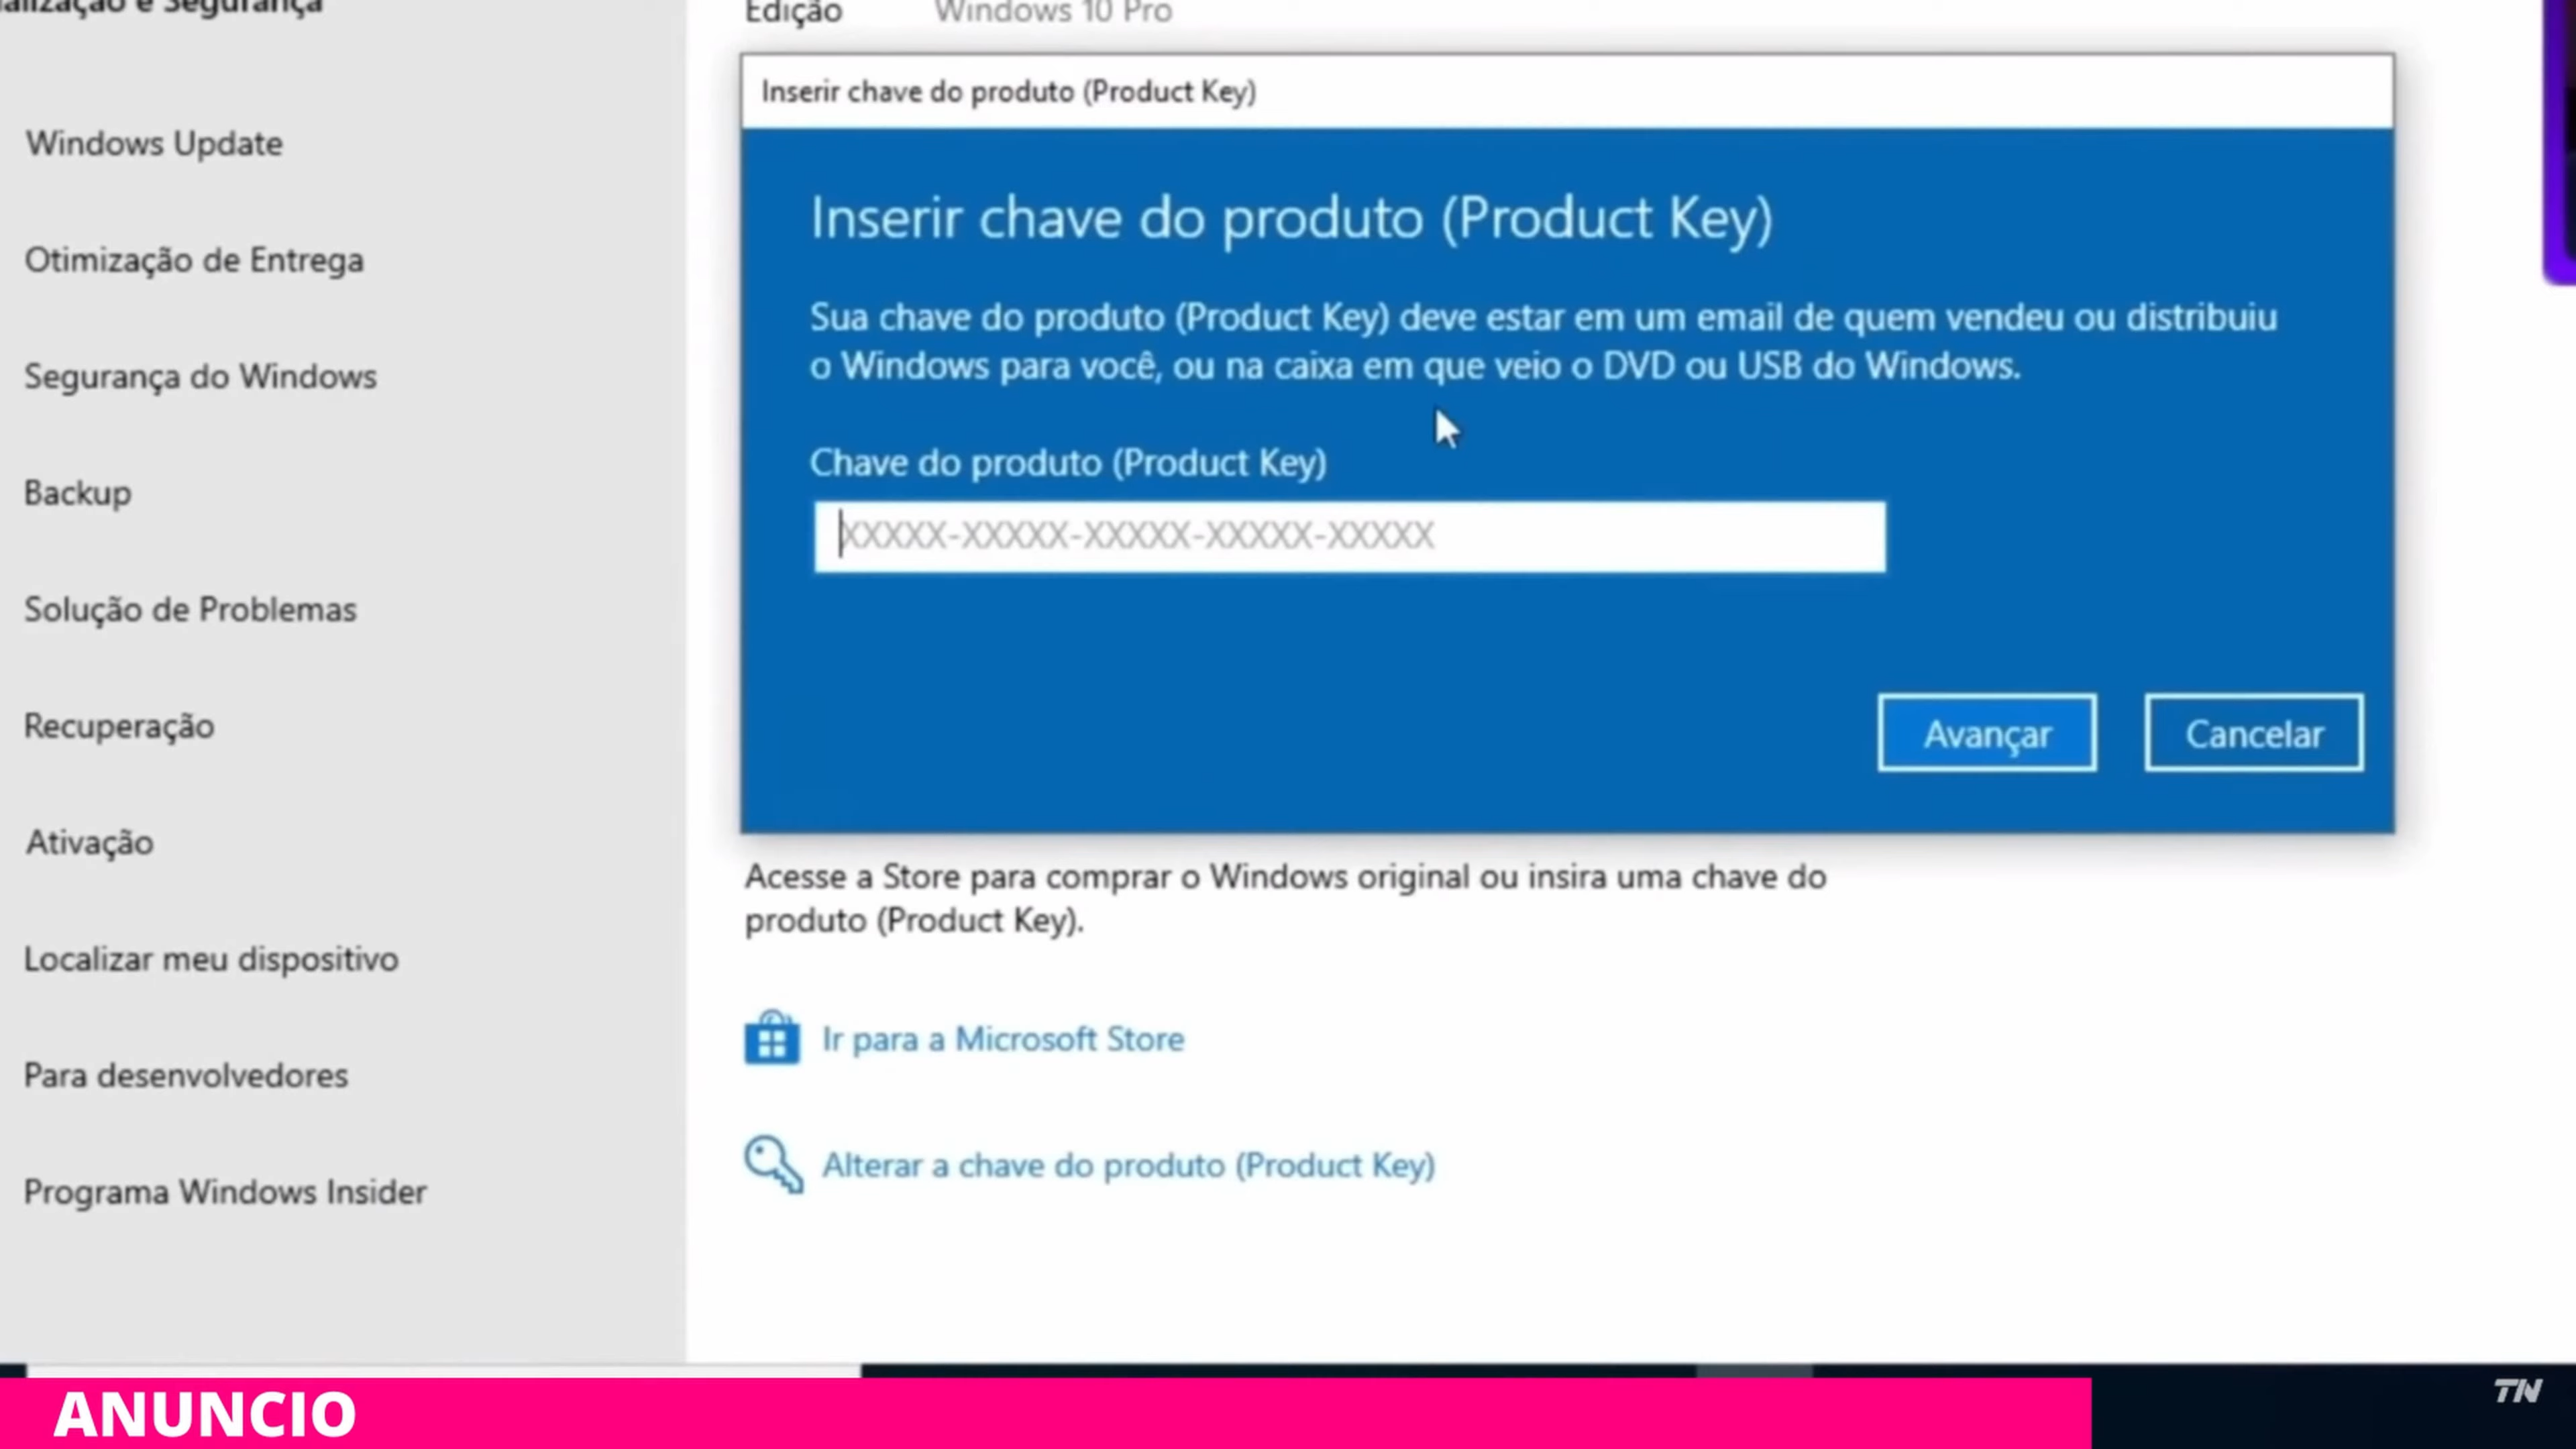 Segurança
Windows Update
Otimização de Entrega
Segurança do Windows
Backup
Solução de Problemas
Recuperação
Ativação
Localizar meu dispositivo
Para desenvolvedores
Programa Windows Insider
Edição Windows 10 Pro
Inserir chave do produto (Product Key)
Inserir chave do produto (Product Key)
Sua chave do produto (Product Key) deve estar em um email de quem vendeu ou distribuiu
o Windows para você, ou na caixa em que veio o DVD ou USB do Windows.
Chave do produto (Product Key)
XXXXX-XXXXX-XXXXX-XXXXX-XXXXX
Avançar Cancelar
Acesse a Store para comprar o Windows original ou insira uma chave do
produto (Product Key).
Ir para a Microsoft Store
Alterar a chave do produto (Product Key)
ANUNCIO
TN